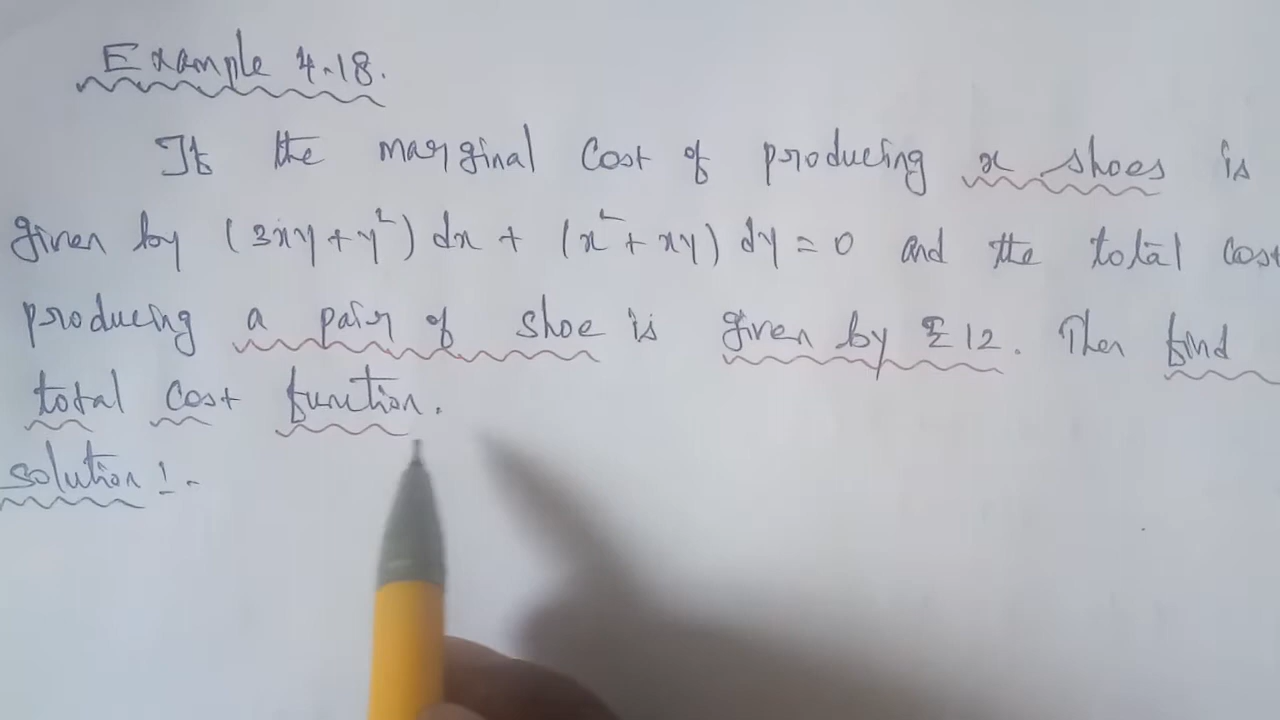 Example 4.18.
If the marginal cost of producing x shoes is
given by (3xy + y²) dx + (x² + xy) dy = 0 and the total cost
producing a pair of shoe is given by ₹12. Then find
total cost function.
solution:-